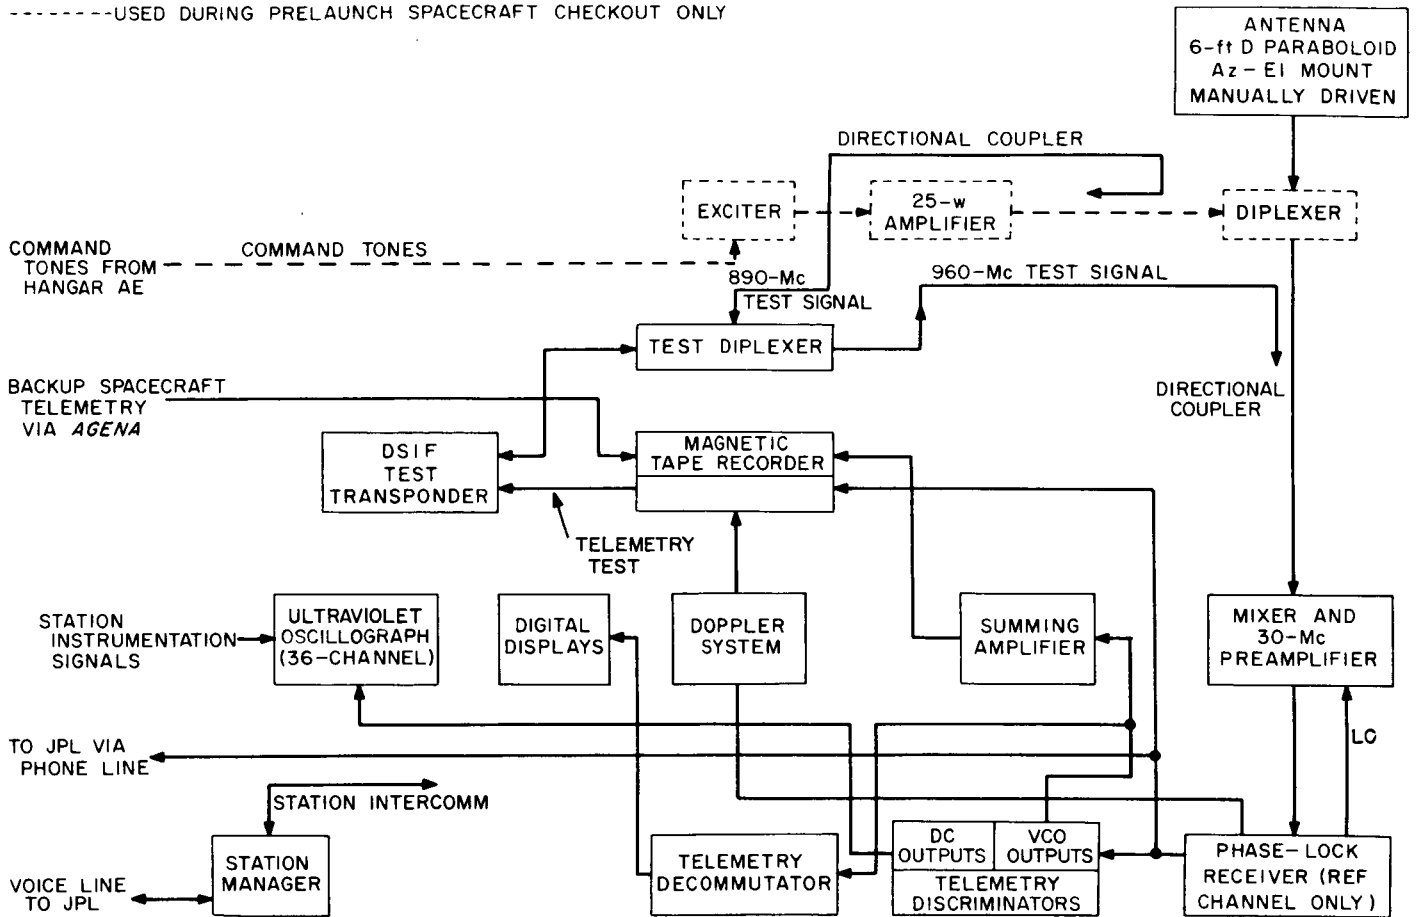 -------USED DURING PRELAUNCH SPACECRAFT CHECKOUT ONLY
ANTENNA
6-ft D PARABOLOID
Az-El MOUNT
MANUALLY DRIVEN
DIRECTIONAL COUPLER
EXCITER
25-w
AMPLIFIER
DIPLEXER
COMMAND
TONES FROM
HANGAR AE
COMMAND TONES
890-Mc
TEST SIGNAL
960-Mc TEST SIGNAL
TEST DIPLEXER
DIRECTIONAL
COUPLER
BACKUP SPACECRAFT
TELEMETRY
VIA AGENA
DSIF
TEST
TRANSPONDER
MAGNETIC
TAPE RECORDER
TELEMETRY
TEST
STATION
INSTRUMENTATION
SIGNALS
ULTRAVIOLET
OSCILLOGRAPH
(36-CHANNEL)
DIGITAL
DISPLAYS
DOPPLER
SYSTEM
SUMMING
AMPLIFIER
MIXER AND
30-Mc
PREAMPLIFIER
LO
TO JPL VIA
PHONE LINE
STATION INTERCOMM
STATION
MANAGER
VOICE LINE
TO JPL
TELEMETRY
DECOMMUTATOR
DC
OUTPUTS
VCO
OUTPUTS
TELEMETRY
DISCRIMINATORS
PHASE-LOCK
RECEIVER (REF
CHANNEL ONLY)